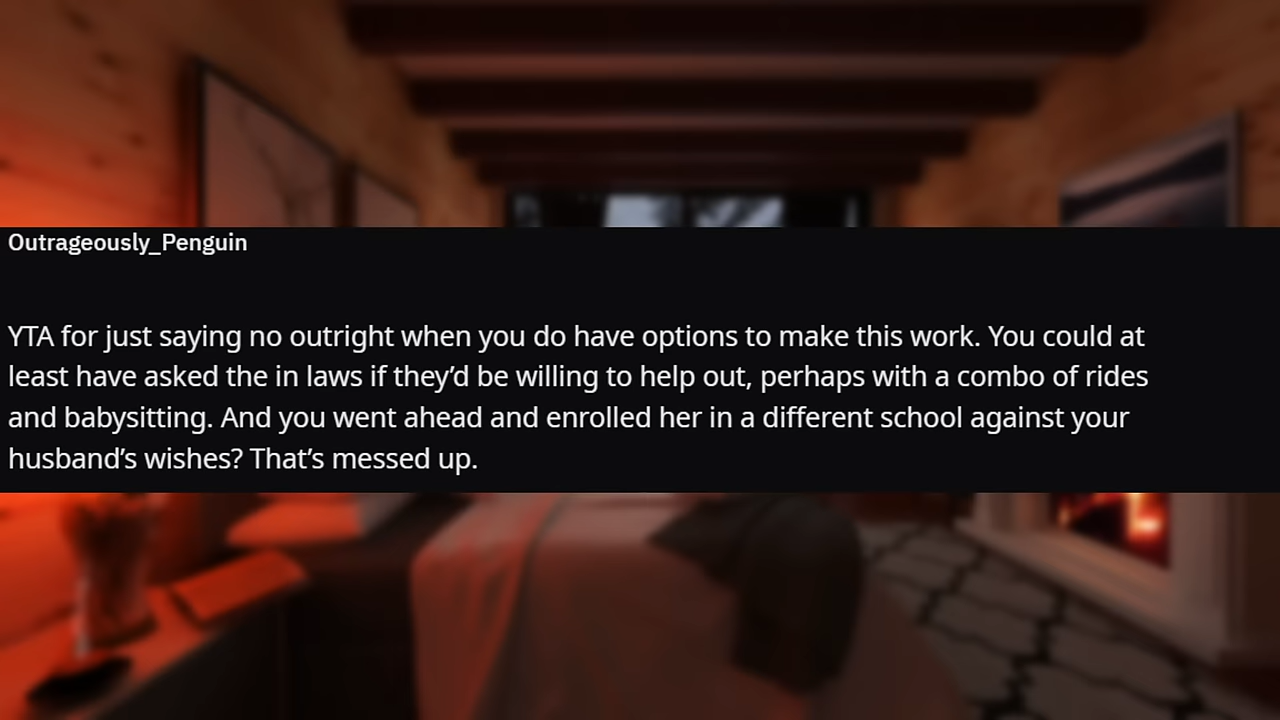 Outrageously_Penguin
YTA for just saying no outright when you do have options to make this work. You could at
least have asked the in laws if they’d be willing to help out, perhaps with a combo of rides
and babysitting. And you went ahead and enrolled her in a different school against your
husband’s wishes? That’s messed up.